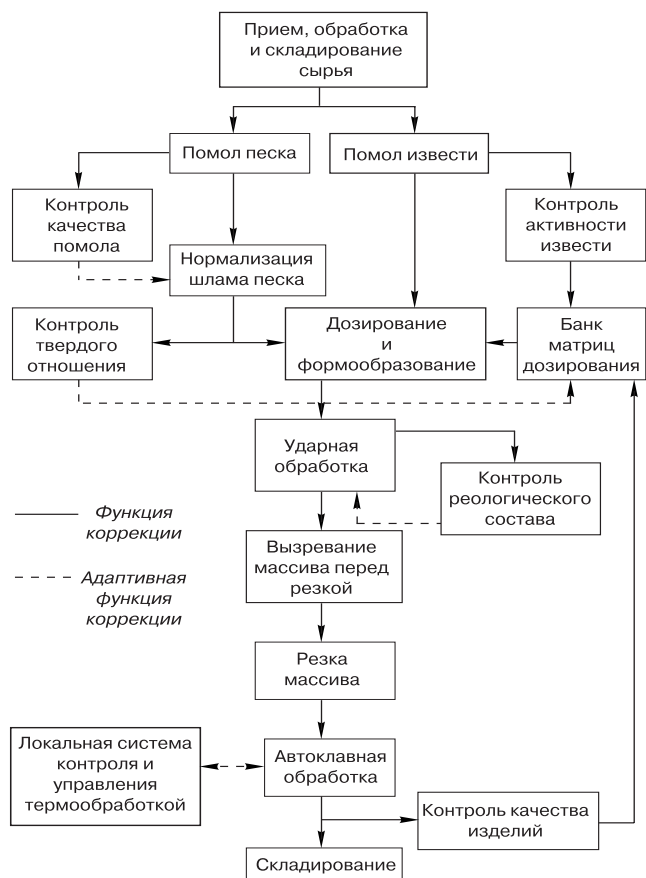 Прием, обработка
и складирование
сырья
Помол песка
Помол извести
Контроль
качества
помола
Контроль
активности
извести
Нормализация
шлама песка
Контроль
твердого
отношения
Дозирование
и
формообразование
Банк
матриц
дозирования
Ударная
обработка
Контроль
реологического
состава
Функция
коррекции
Адаптивная
функция
коррекции
Вызревание
массива перед
резкой
Резка
массива
Локальная система
контроля и
управления
термообработкой
Автоклавная
обработка
Контроль качества
изделий
Складирование